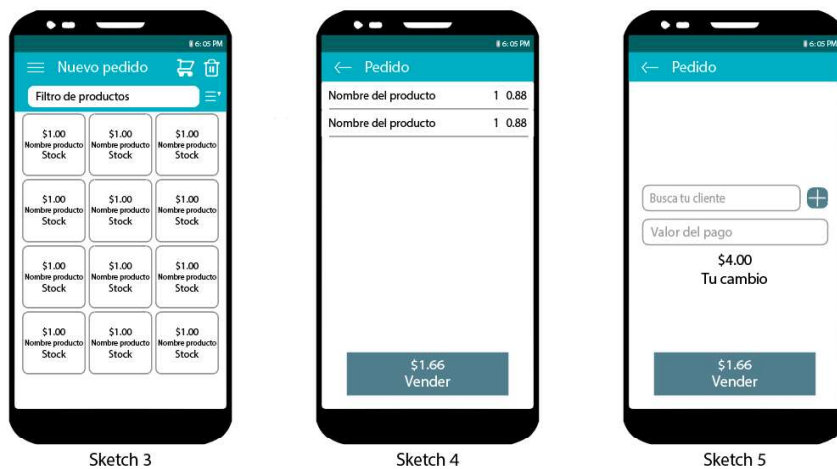 6:05 PM
Nuevo pedido
Filtro de productos
$1.00 $1.00 $1.00
Nombre producto Nombre producto Nombre producto
Stock Stock Stock
$1.00 $1.00 $1.00
Nombre producto Nombre producto Nombre producto
Stock Stock Stock
$1.00 $1.00 $1.00
Nombre producto Nombre producto Nombre producto
Stock Stock Stock
$1.00 $1.00 $1.00
Nombre producto Nombre producto Nombre producto
Stock Stock Stock
Sketch 3
6:05 PM
Pedido
Nombre del producto 1 0.88
Nombre del producto 1 0.88
$1.66
Vender
Sketch 4
6:05 PM
Pedido
Busca tu cliente
Valor del pago
$4.00
Tu cambio
$1.66
Vender
Sketch 5